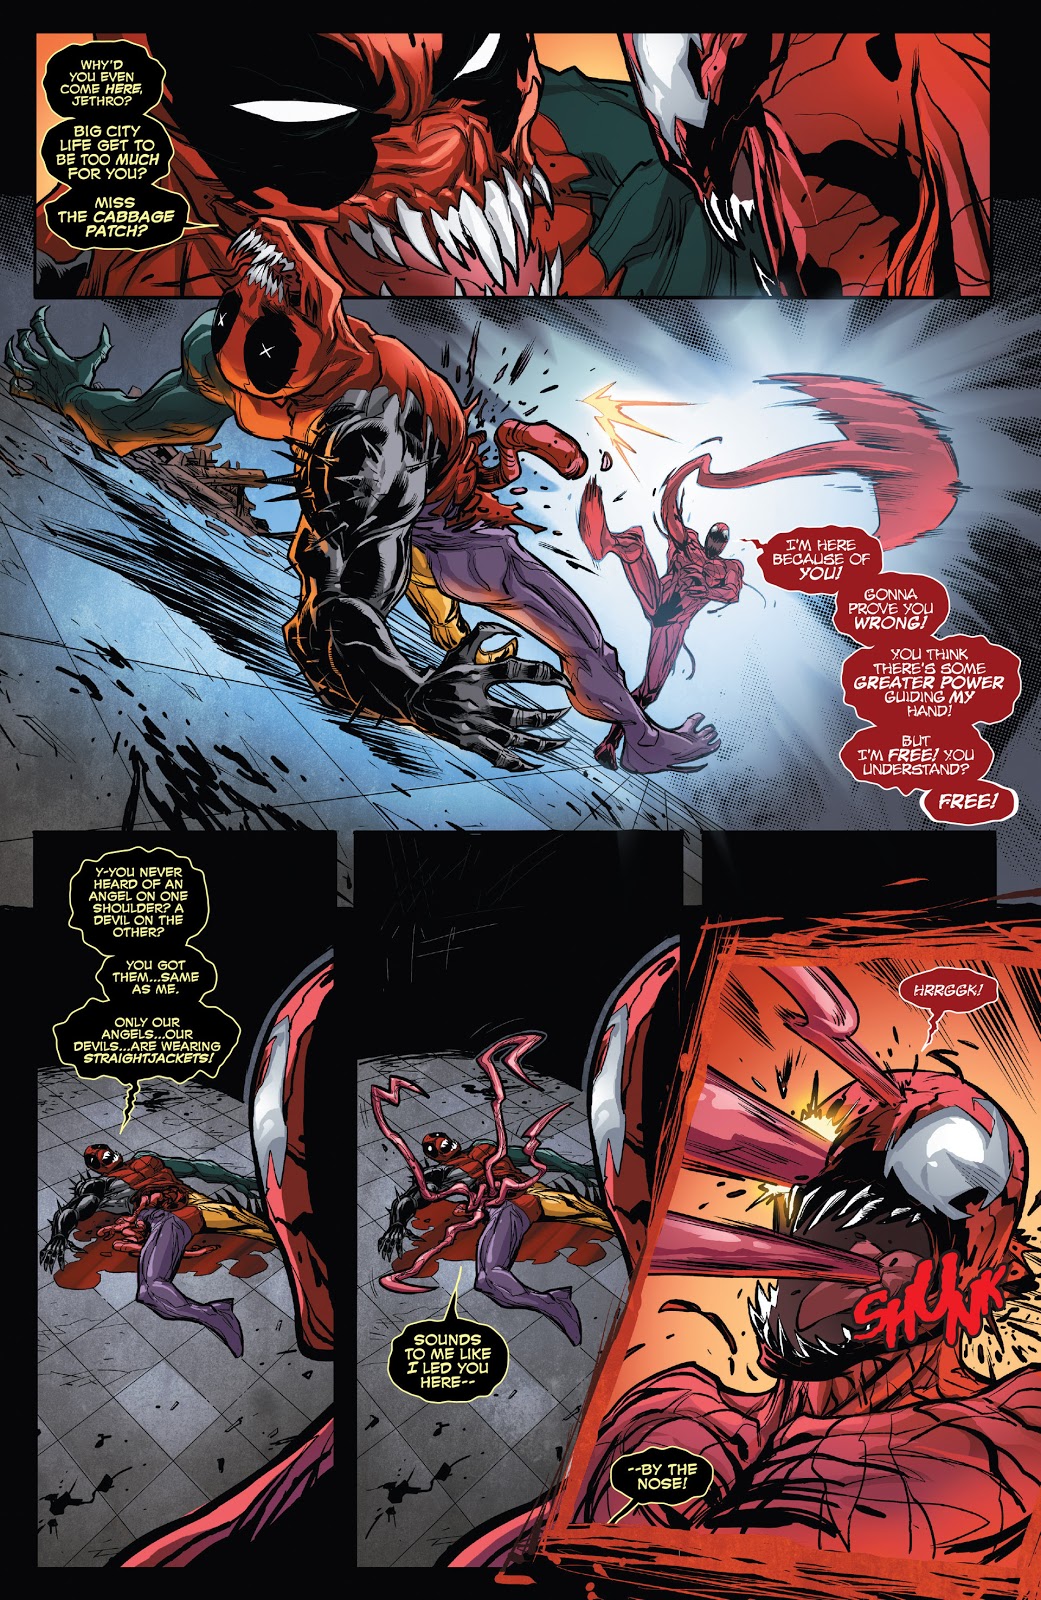 WHY'D
YOU EVEN
COME HERE,
JETHRO?
BIG CITY
LIFE GET TO
BE TOO MUCH
FOR YOU?
MISS
THE CABBAGE
PATCH?
I'M HERE
BECAUSE OF
YOU!
GONNA
PROVE YOU
WRONG!
YOU THINK
THERE'S SOME
GREATER POWER
GUIDING MY
HAND!
BUT
I'M FREE! YOU
UNDERSTAND?
FREE!
Y-YOU NEVER
HEARD OF AN
ANGEL ON ONE
SHOULDER? A
DEVIL ON THE
OTHER?
YOU GOT
THEM...SAME
AS ME.
ONLY OUR
ANGELS...OUR
DEVILS...ARE WEARING
STRAIGHTJACKETS!
SOUNDS
TO ME LIKE
I LED YOU
HERE--
HRRGGK!
SHUNK
--BY THE
NOSE!